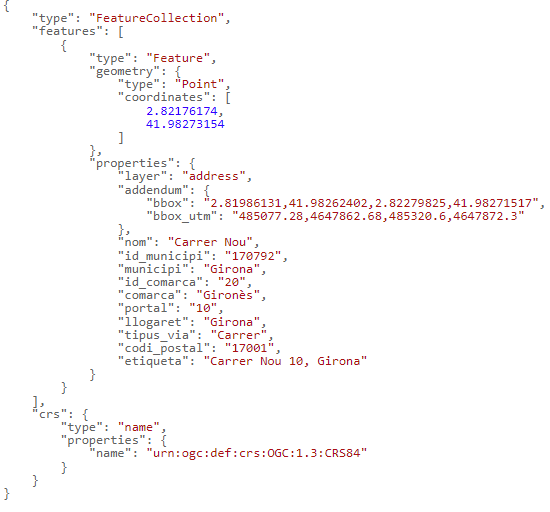 {
    "type": "FeatureCollection",
    "features": [
        {
            "type": "Feature",
            "geometry": {
                "type": "Point",
                "coordinates": [
                    2.82176174,
                    41.98273154
                ]
            },
            "properties": {
                "layer": "address",
                "addendum": {
                    "bbox": "2.81986131,41.98262402,2.82279825,41.98271517",
                    "bbox_utm": "485077.28,4647862.68,485320.6,4647872.3"
                },
                "nom": "Carrer Nou",
                "id_municipi": "170792",
                "municipi": "Girona",
                "id_comarca": "20",
                "comarca": "Gironès",
                "portal": "10",
                "llogaret": "Girona",
                "tipus_via": "Carrer",
                "codi_postal": "17001",
                "etiqueta": "Carrer Nou 10, Girona"
            }
        }
    ],
    "crs": {
        "type": "name",
        "properties": {
            "name": "urn:ogc:def:crs:OGC:1.3:CRS84"
        }
    }
}